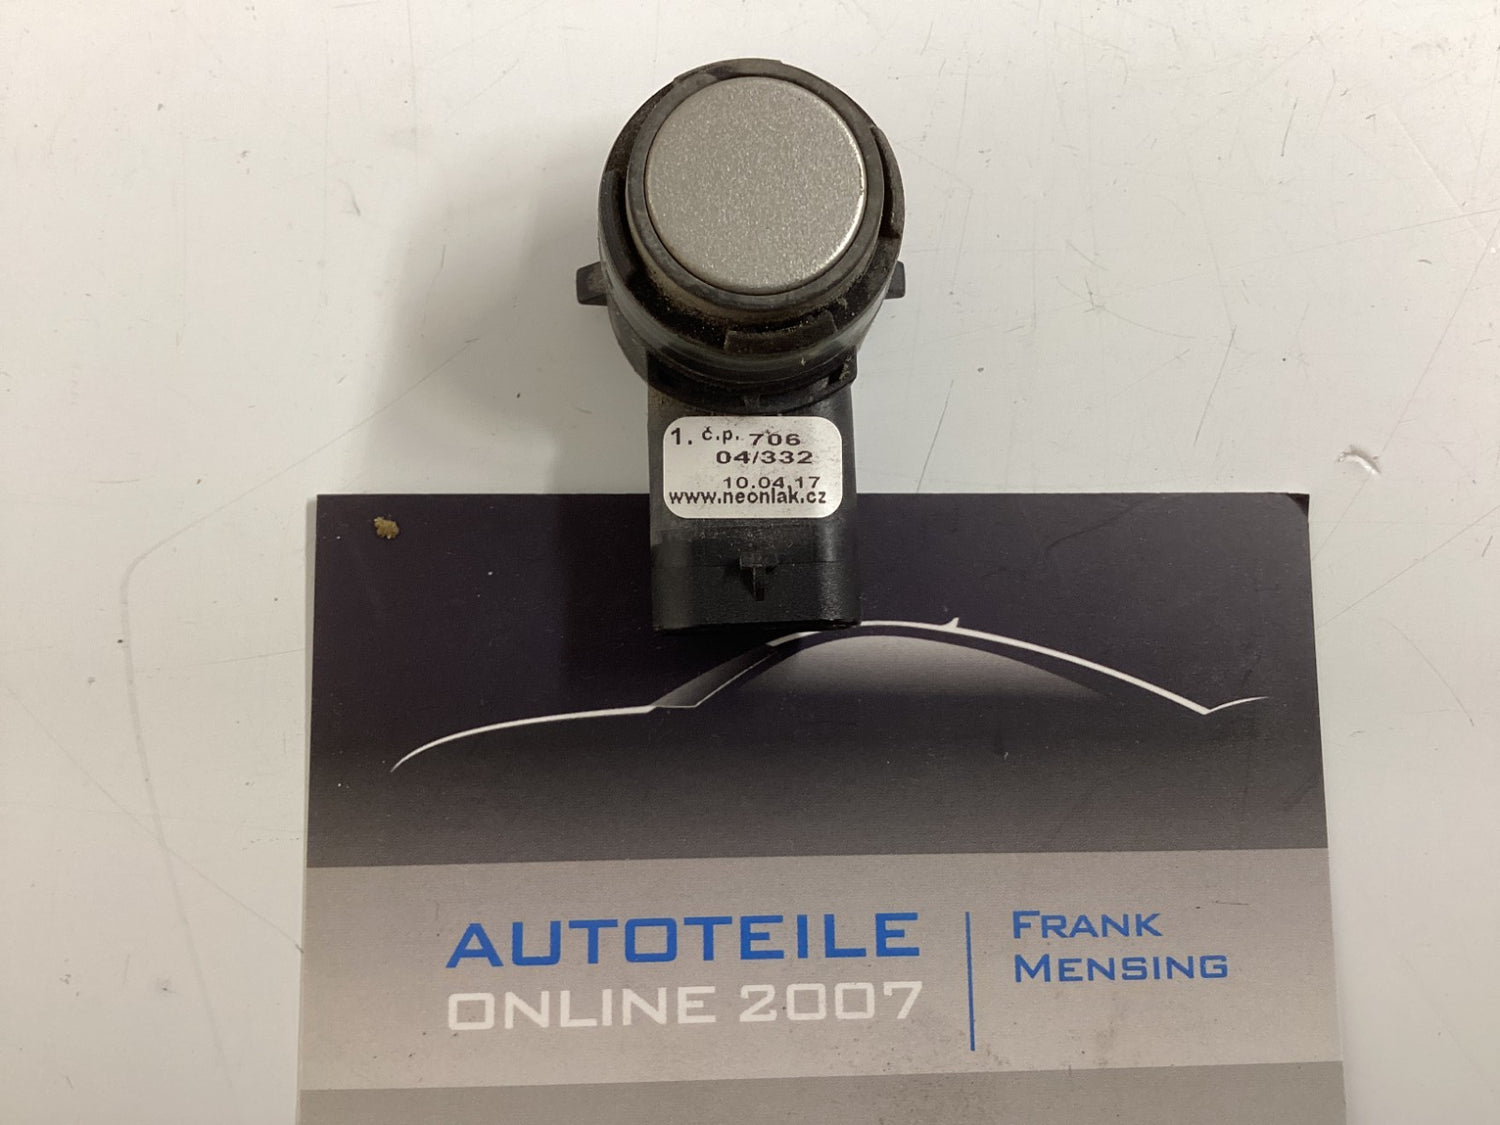 1. č.p. 706
04/332
10.04.17
www.neonlak.cz
AUTOTEILE
ONLINE 2007
FRANK
MENSING